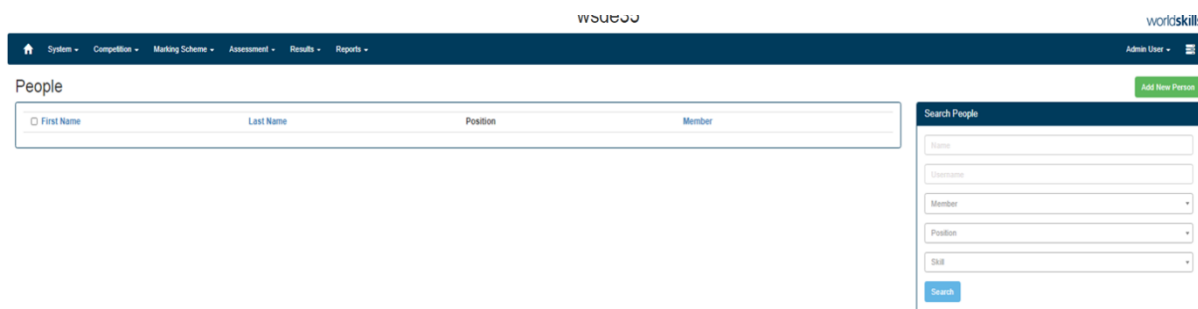 worldskills
System Competition Marking Scheme Assessment Results Reports Admin User
People
Add New Person
First Name Last Name Position Member
Search People
Name
Username
Member
Position
Skill
Search